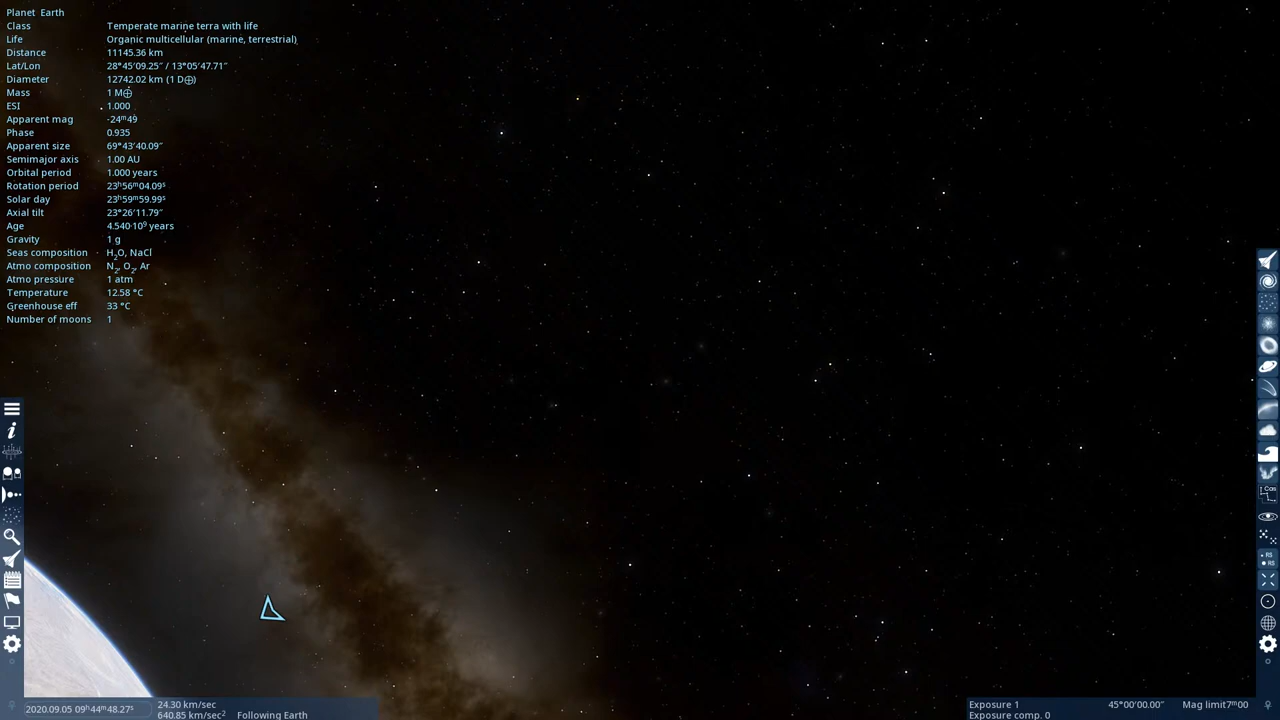 Planet Earth
Class Temperate marine terra with life
Life Organic multicellular (marine, terrestrial)
Distance 11145.36 km
Lat/Lon 28°45′09.25″ / 13°05′47.71″
Diameter 12742.02 km (1 D⊕)
Mass 1 M⊕
ESI 1.000
Apparent mag -24ᵐ49
Phase 0.935
Apparent size 69°43′40.09″
Semimajor axis 1.00 AU
Orbital period 1.000 years
Rotation period 23ʰ56ᵐ04.09ˢ
Solar day 23ʰ59ᵐ59.99ˢ
Axial tilt 23°26′11.79″
Age 4.540·10⁹ years
Gravity 1 g
Seas composition H₂O, NaCl
Atmo composition N₂, O₂, Ar
Atmo pressure 1 atm
Temperature 12.58 °C
Greenhouse eff 33 °C
Number of moons 1
Con
RS
RS
2020.09.05 09ʰ44ᵐ48.27ˢ
24.30 km/sec
640.85 km/sec² Following Earth
Exposure 1 45°00′00.00″ Mag limit7ᵐ00
Exposure comp. 0